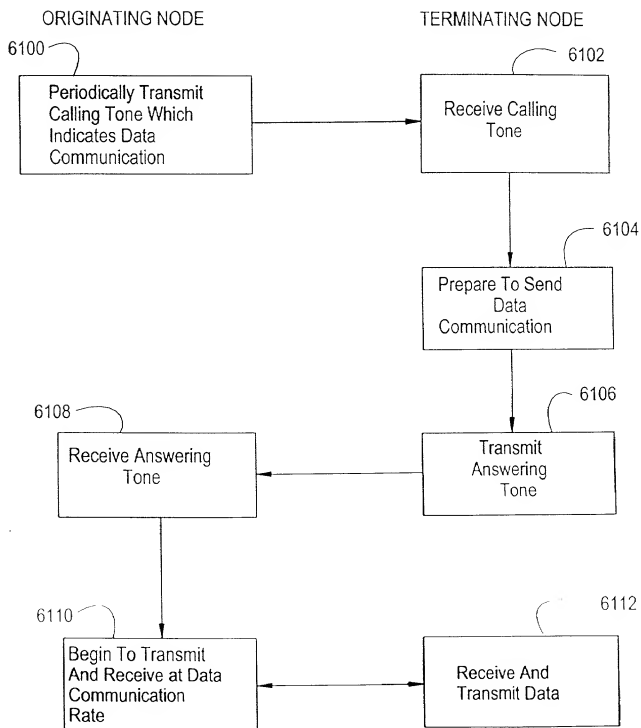 ORIGINATING NODE
TERMINATING NODE
6100
6102
Periodically Transmit
Calling Tone Which
Indicates Data
Communication
Receive Calling
Tone
6104
Prepare To Send
Data
Communication
6108
6106
Receive Answering
Tone
Transmit
Answering
Tone
6110
6112
Begin To Transmit
And Receive at Data
Communication
Rate
Receive And
Transmit Data